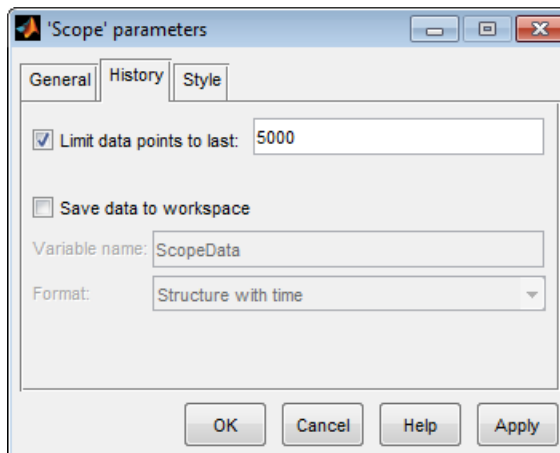 'Scope' parameters
General History Style
Limit data points to last: 5000
Save data to workspace
Variable name: ScopeData
Format: Structure with time
OK Cancel Help Apply